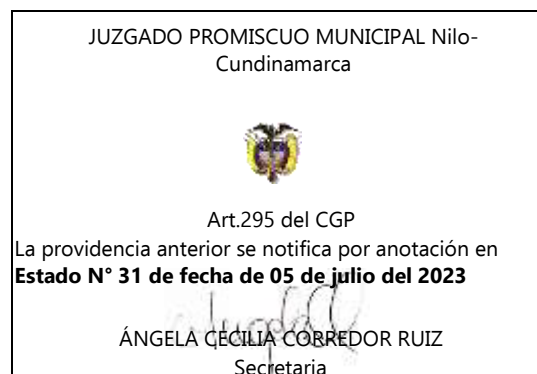 JUZGADO PROMISCUO MUNICIPAL Nilo-
Cundinamarca
Art.295 del CGP
La providencia anterior se notifica por anotación en
Estado N° 31 de fecha de 05 de julio del 2023
ÁNGELA CECILIA CORREDOR RUIZ
Secretaria